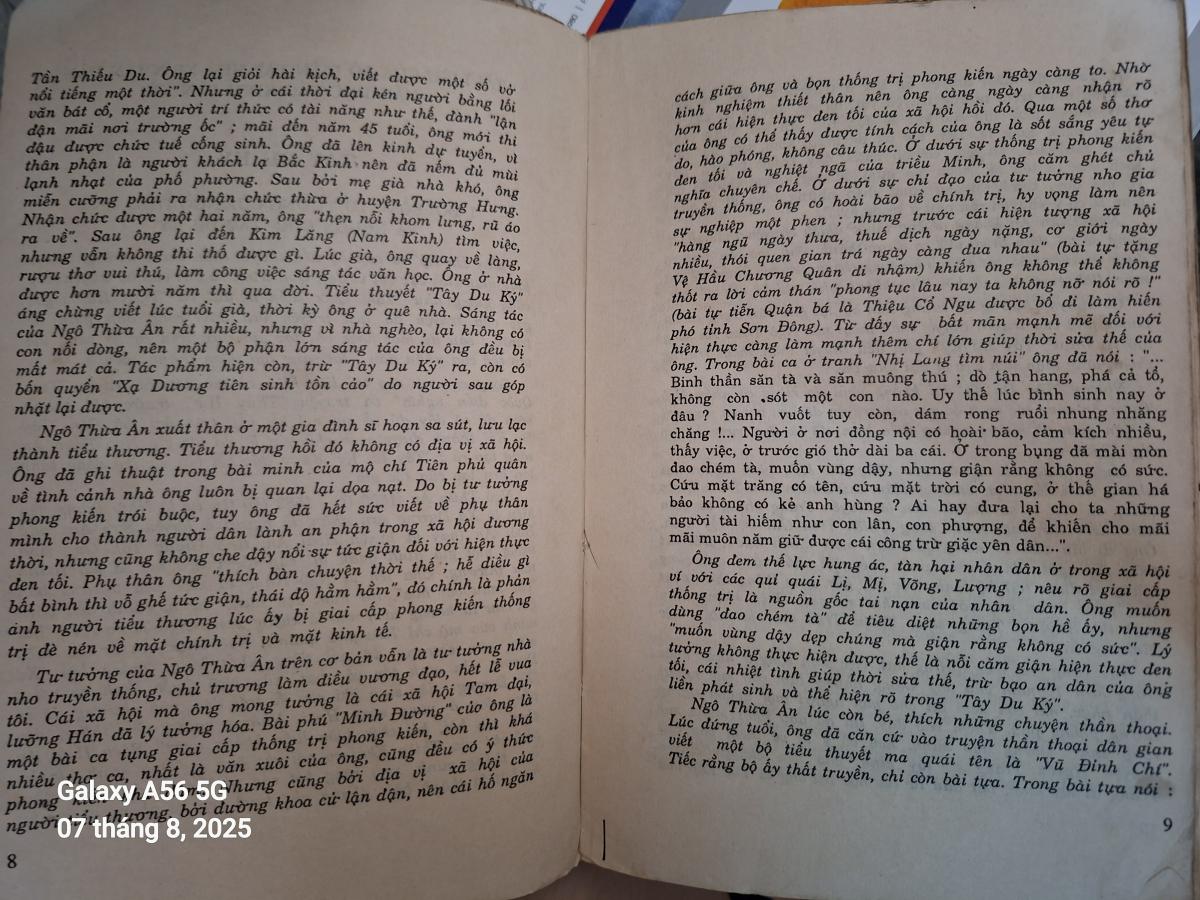 Tần Thiếu Du. Ông lại giỏi hài kịch, viết được một số vở
nổi tiếng một thời". Nhưng ở cái thời đại kén người bằng lối
văn bát cổ, một người trí thức có tài năng như thế, đành "lận
đận mãi nơi trường ốc" ; mãi đến năm 45 tuổi, ông mới thi
đậu được chức tuế cống sinh. Ông đã lên kinh dự tuyển, vì
thân phận là người khách lạ Bắc Kinh nên đã nếm đủ mùi
lạnh nhạt của phố phường. Sau bởi mẹ già nhà khó, ông
miễn cưỡng phải ra nhận chức thừa ở huyện Trường Hưng.
Nhận chức được một hai năm, ông "thẹn nỗi khom lưng, rũ áo
ra về". Sau ông lại đến Kim Lăng (Nam Kinh) tìm việc,
nhưng vẫn không thi thố được gì. Lúc già, ông quay về làng,
rượu thơ vui thú, làm công việc sáng tác văn học. Ông ở nhà
được hơn mười năm thì qua đời. Tiểu thuyết "Tây Du Ký"
áng chừng viết lúc tuổi già, thời kỳ ông ở quê nhà. Sáng tác
của Ngô Thừa Ân rất nhiều, nhưng vì nhà nghèo, lại không có
con nối dòng, nên một bộ phận lớn sáng tác của ông đều bị
mất mát cả. Tác phẩm hiện còn, trừ "Tây Du Ký" ra, còn có
bốn quyển "Xạ Dương tiên sinh tồn cảo" do người sau góp
nhặt lại được.
Ngô Thừa Ân xuất thân ở một gia đình sĩ hoạn sa sút, lưu lạc
thành tiểu thương. Tiểu thương hồi đó không có địa vị xã hội.
Ông đã ghi thuật trong bài minh của mộ chí Tiên phủ quân
về tình cảnh nhà ông luôn bị quan lại dọa nạt. Do bị tư tưởng
phong kiến trói buộc, tuy ông đã hết sức viết về phụ thân
mình cho thành người dân lành an phận trong xã hội đương
thời, nhưng cũng không che đậy nổi sự tức giận đối với hiện thực
đen tối. Phụ thân ông "thích bàn chuyện thời thế ; hễ điều gì
bất bình thì vỗ ghế tức giận, thái độ hằm hằm", đó chính là phản
ảnh người tiểu thương lúc ấy bị giai cấp phong kiến thống
trị đè nén về mặt chính trị và mặt kinh tế.
Tư tưởng của Ngô Thừa Ân trên cơ bản vẫn là tư tưởng nhà
nho truyền thống, chủ trương làm điều vương đạo, hết lễ vua
tôi. Cái xã hội mà ông mong tưởng là cái xã hội Tam đại,
lưỡng Hán đã lý tưởng hóa. Bài phú "Minh Đường" của ông là
một bài ca tụng giai cấp thống trị phong kiến, còn thì khá
nhiều thơ ca, nhất là văn xuôi của ông, cũng đều có ý thức
phong Nhưng cũng bởi địa vị xã hội của
người tiểu thương, bởi đường khoa cử lận đận, nên cái hố ngăn
8
Galaxy A56 5G
07 tháng 8, 2025
cách giữa ông và bọn thống trị phong kiến ngày càng to. Nhờ
kinh nghiệm thiết thân nên ông càng ngày càng nhận rõ
hơn cái hiện thực đen tối của xã hội hồi đó. Qua một số thơ
của ông có thể thấy được tính cách của ông là sốt sắng yêu tự
do, hào phóng, không câu thúc. Ở dưới sự thống trị phong kiến
đen tối và nghiệt ngã của triều Minh, ông căm ghét chủ
nghĩa chuyên chế. Ở dưới sự chỉ đạo của tư tưởng nho gia
truyền thống, ông có hoài bão về chính trị, hy vọng làm nên
sự nghiệp một phen ; nhưng trước cái hiện tượng xã hội
"hàng ngũ ngày thưa, thuế dịch ngày nặng, cơ giới ngày
nhiều, thói quen gian trá ngày càng đua nhau" (bài tự tặng
Vệ Hầu Chương Quân đi nhậm) khiến ông không thể không
thốt ra lời cảm thán "phong tục lâu nay ta không nỡ nói rõ !"
(bài tự tiễn Quận bá là Thiệu Cổ Ngu được bổ đi làm hiến
phó tỉnh Sơn Đông). Từ đấy sự bất mãn mạnh mẽ đối với
hiện thực càng làm mạnh thêm chí lớn giúp thời sửa thế của
ông. Trong bài ca ở tranh "Nhị Lang tìm núi" ông đã nói : "...
Binh thần săn tà và săn muông thú ; dò tận hang, phá cả tổ,
không còn sót một con nào. Uy thế lúc bình sinh nay ở
đâu ? Nanh vuốt tuy còn, dám rong ruổi nhung nhăng
chăng !... Người ở nơi đồng nội có hoài bão, cảm kích nhiều,
thấy việc, ở trước gió thở dài ba cái. Ở trong bụng đã mài mòn
dao chém tà, muốn vùng dậy, nhưng giận rằng không có sức.
Cứu mặt trăng có tên, cứu mặt trời có cung, ở thế gian há
bảo không có kẻ anh hùng ? Ai hay đưa lại cho ta những
người tài hiếm như con lân, con phượng, để khiến cho mãi
mãi muôn năm giữ được cái công trừ giặc yên dân...".
Ông đem thế lực hung ác, tàn hại nhân dân ở trong xã hội
ví với các quỉ quái Lị, Mị, Võng, Lượng ; nêu rõ giai cấp
thống trị là nguồn gốc tai nạn của nhân dân. Ông muốn
dùng "dao chém tà" để tiêu diệt những bọn hề ấy, nhưng
"muốn vùng dậy dẹp chúng mà giận rằng không có sức". Lý
tưởng không thực hiện được, thế là nỗi căm giận hiện thực đen
tối, cái nhiệt tình giúp thời sửa thế, trừ bạo an dân của ông
liền phát sinh và thể hiện rõ trong "Tây Du Ký".
Ngô Thừa Ân lúc còn bé, thích những chuyện thần thoại.
Lúc đứng tuổi, ông đã căn cứ vào truyện thần thoại dân gian
viết một bộ tiểu thuyết ma quái tên là "Vũ Đỉnh Chí".
Tiếc rằng bộ ấy thất truyền, chỉ còn bài tựa. Trong bài tựa nói :
9